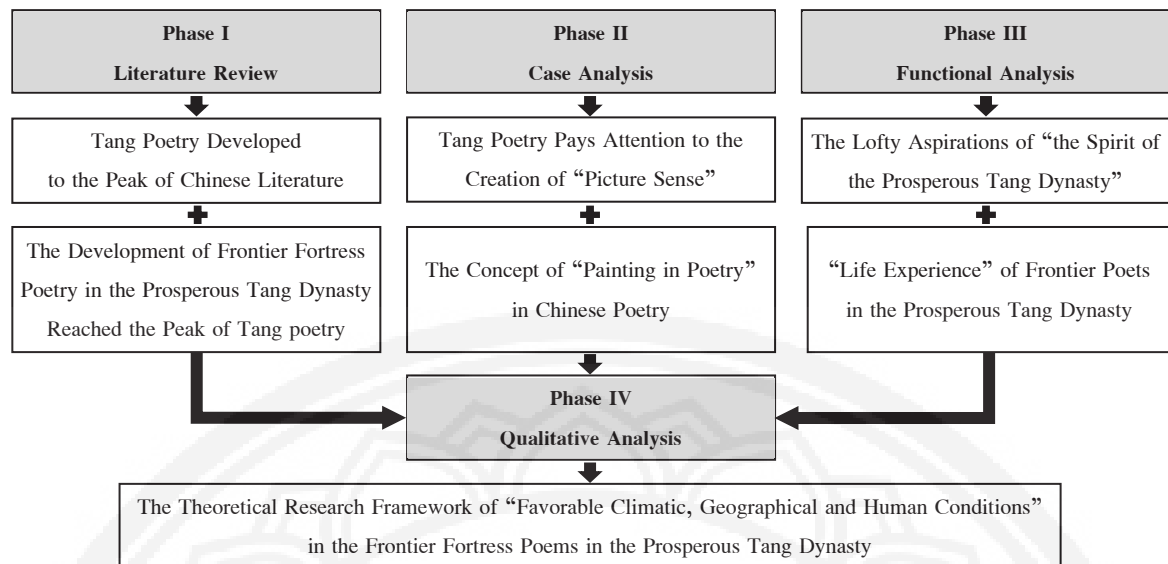 Phase I
Literature Review
Tang Poetry Developed
to the Peak of Chinese Literature
The Development of Frontier Fortress
Poetry in the Prosperous Tang Dynasty
Reached the Peak of Tang poetry
Phase II
Case Analysis
Tang Poetry Pays Attention to the
Creation of “Picture Sense”
The Concept of “Painting in Poetry”
in Chinese Poetry
Phase III
Functional Analysis
The Lofty Aspirations of “the Spirit of
the Prosperous Tang Dynasty”
“Life Experience” of Frontier Poets
in the Prosperous Tang Dynasty
Phase IV
Qualitative Analysis
The Theoretical Research Framework of “Favorable Climatic, Geographical and Human Conditions”
in the Frontier Fortress Poems in the Prosperous Tang Dynasty